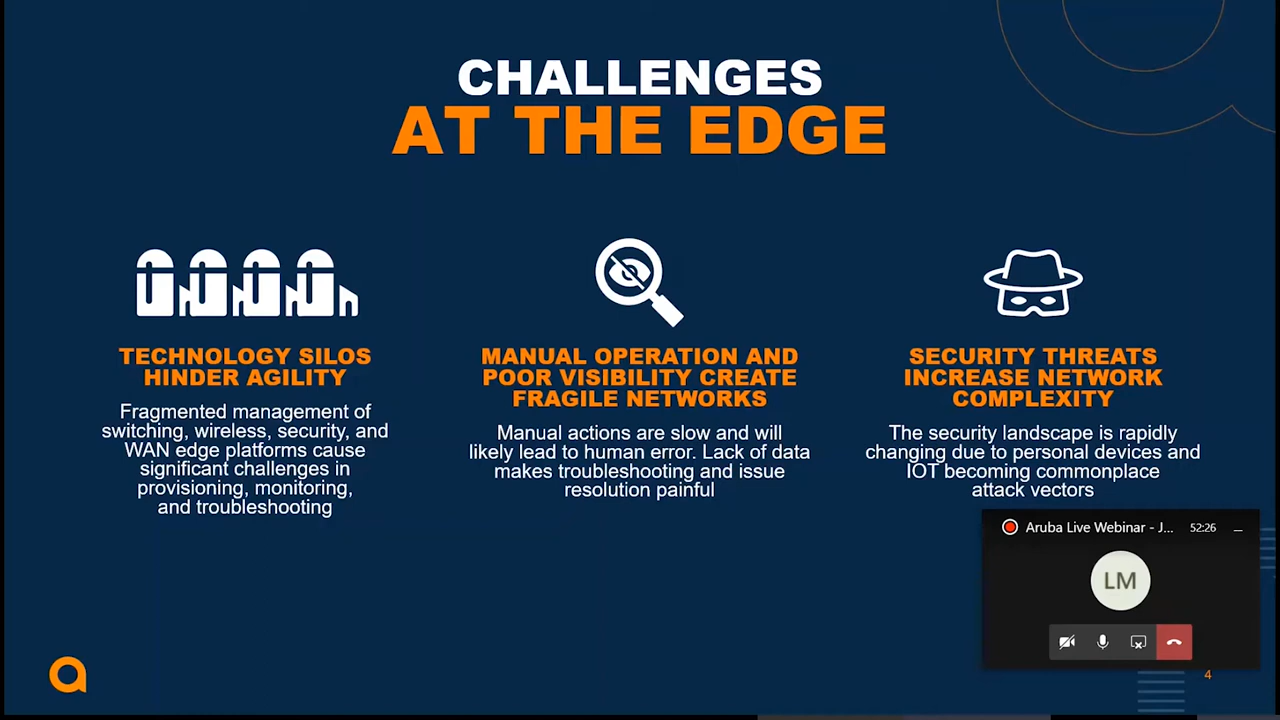 CHALLENGES
AT THE EDGE
TECHNOLOGY SILOS
HINDER AGILITY
Fragmented management of
switching, wireless, security, and
WAN edge platforms cause
significant challenges in
provisioning, monitoring,
and troubleshooting
MANUAL OPERATION AND
POOR VISIBILITY CREATE
FRAGILE NETWORKS
Manual actions are slow and will
likely lead to human error. Lack of data
makes troubleshooting and issue
resolution painful
SECURITY THREATS
INCREASE NETWORK
COMPLEXITY
The security landscape is rapidly
changing due to personal devices and
IOT becoming commonplace
attack vectors
Aruba Live Webinar - J... 52:26
LM
4